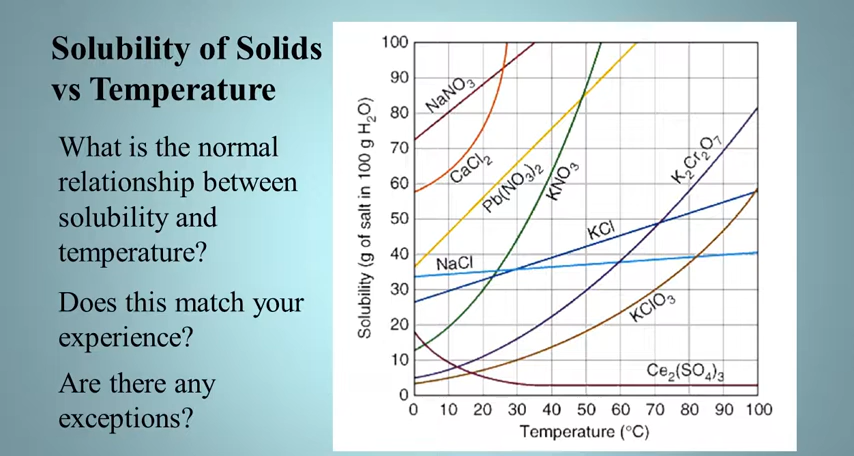 Solubility of Solids
vs Temperature
What is the normal
relationship between
solubility and
temperature?
Does this match your
experience?
Are there any
exceptions?
Solubility (g of salt in 100 g H₂O)
100
90
80
70
60
50
40
30
20
10
0
NaNO₃
CaCl₂
Pb(NO₃)₂
KNO₃
K₂Cr₂O₇
KCl
NaCl
KClO₃
Ce₂(SO₄)₃
0 10 20 30 40 50 60 70 80 90 100
Temperature (°C)